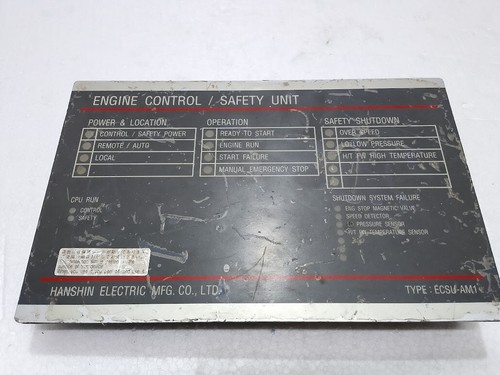 ENGINE CONTROL / SAFETY UNIT
POWER & LOCATION
CONTROL / SAFETY POWER
REMOTE / AUTO
LOCAL
OPERATION
READY TO START
ENGINE RUN
START FAILURE
MANUAL EMERGENCY STOP
SAFETY SHUTDOWN
OVER SPEED
LO LOW PRESSURE
H/T FW HIGH TEMPERATURE
CPU RUN
CONTROL
SAFETY
SHUTDOWN SYSTEM FAILURE
ENG STOP MAGNETIC VALVE
SPEED DETECTOR
PRESSURE SENSOR
TEMPERATURE SENSOR
HANSHIN ELECTRIC MFG. CO., LTD
TYPE : ECSU-AM1